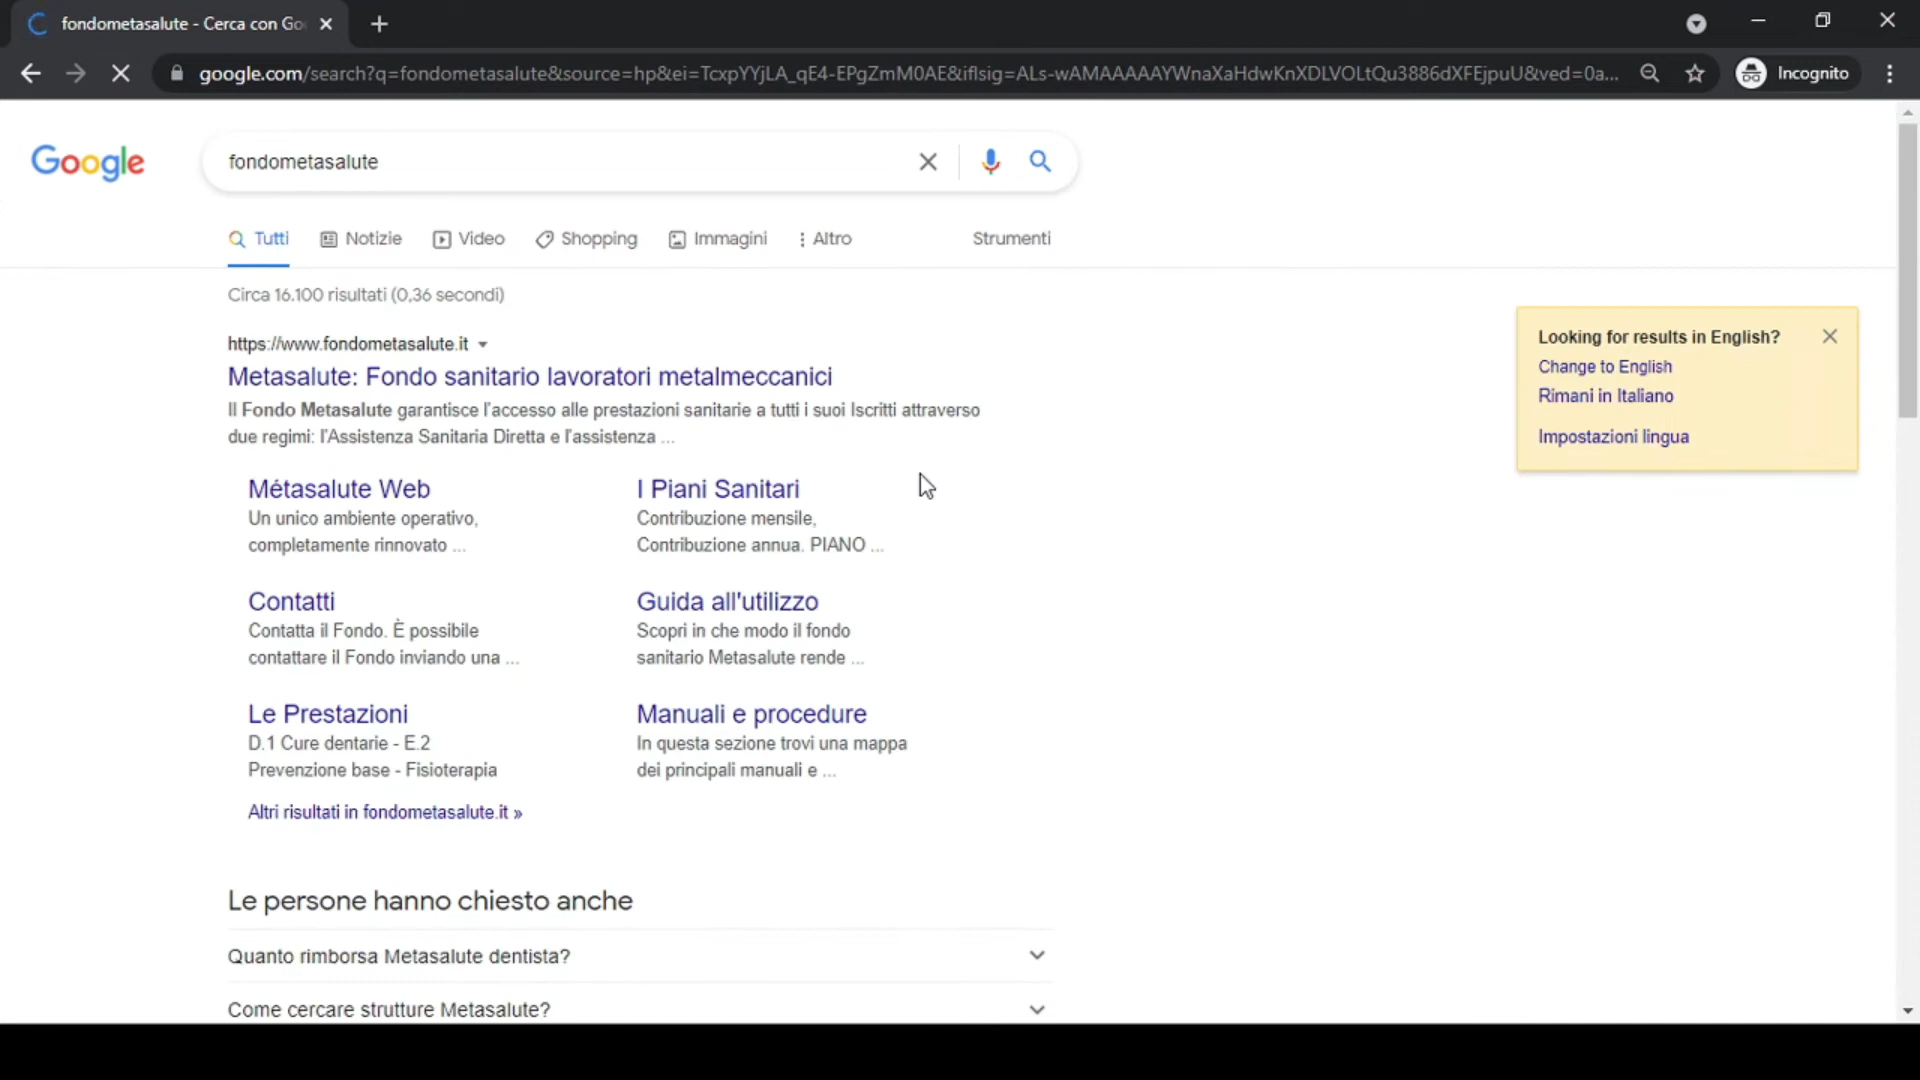 fondometasalute - Cerca con Go
google.com/search?q=fondometasalute&source=hp&ei=TcxpYYjLA_qE4-EPgZmM0AE&iflsig=ALs-wAMAAAAAYWnaXaHdwKnXDLVOLtQu3886dXFEjpuU&ved=0a...
Incognito
Google
fondometasalute
Tutti
Notizie
Video
Shopping
Immagini
Altro
Strumenti
Circa 16.100 risultati (0,36 secondi)
https://www.fondometasalute.it
Metasalute: Fondo sanitario lavoratori metalmeccanici
Il Fondo Metasalute garantisce l'accesso alle prestazioni sanitarie a tutti i suoi Iscritti attraverso
due regimi: l'Assistenza Sanitaria Diretta e l'assistenza ...
Métasalute Web
Un unico ambiente operativo,
completamente rinnovato ...
I Piani Sanitari
Contribuzione mensile,
Contribuzione annua. PIANO ...
Contatti
Contatta il Fondo. È possibile
contattare il Fondo inviando una ...
Guida all'utilizzo
Scopri in che modo il fondo
sanitario Metasalute rende ...
Le Prestazioni
D.1 Cure dentarie - E.2
Prevenzione base - Fisioterapia
Manuali e procedure
In questa sezione trovi una mappa
dei principali manuali e ...
Altri risultati in fondometasalute.it »
Looking for results in English?
Change to English
Rimani in Italiano
Impostazioni lingua
Le persone hanno chiesto anche
Quanto rimborsa Metasalute dentista?
Come cercare strutture Metasalute?